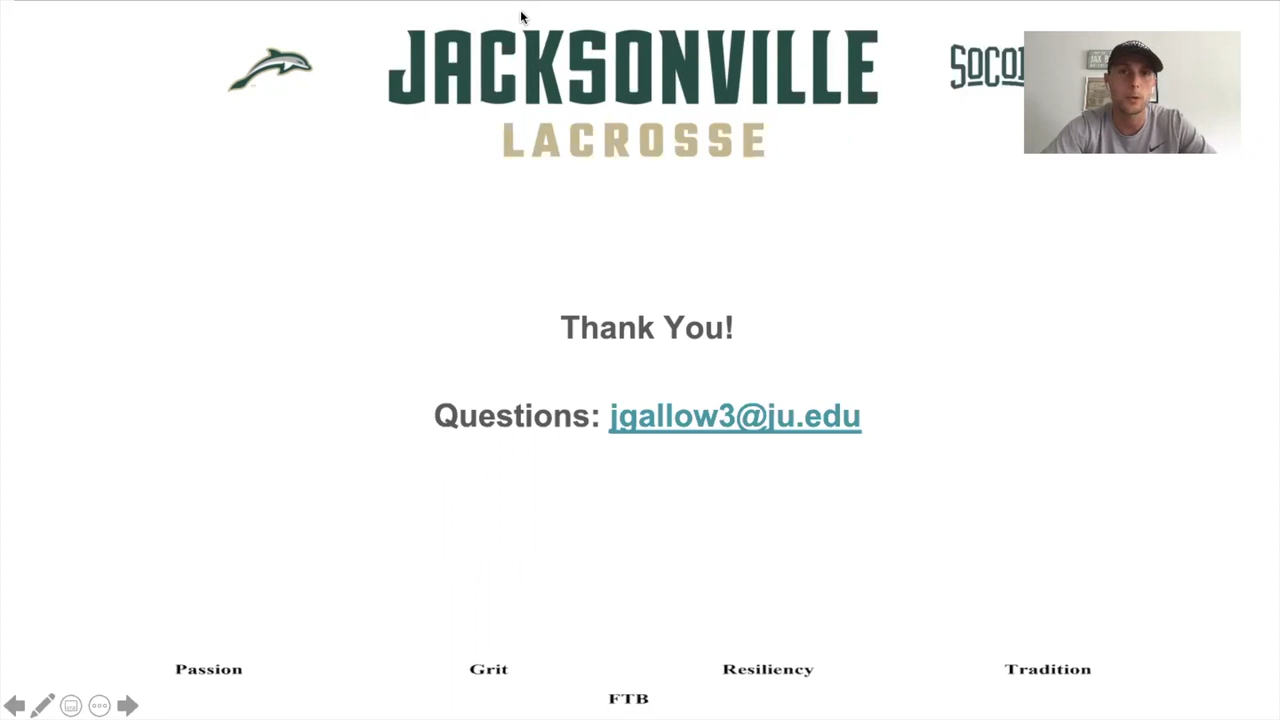 JACKSONVILLE
LACROSSE
Thank You!
Questions: jgallow3@ju.edu
Passion Grit Resiliency Tradition
FTB